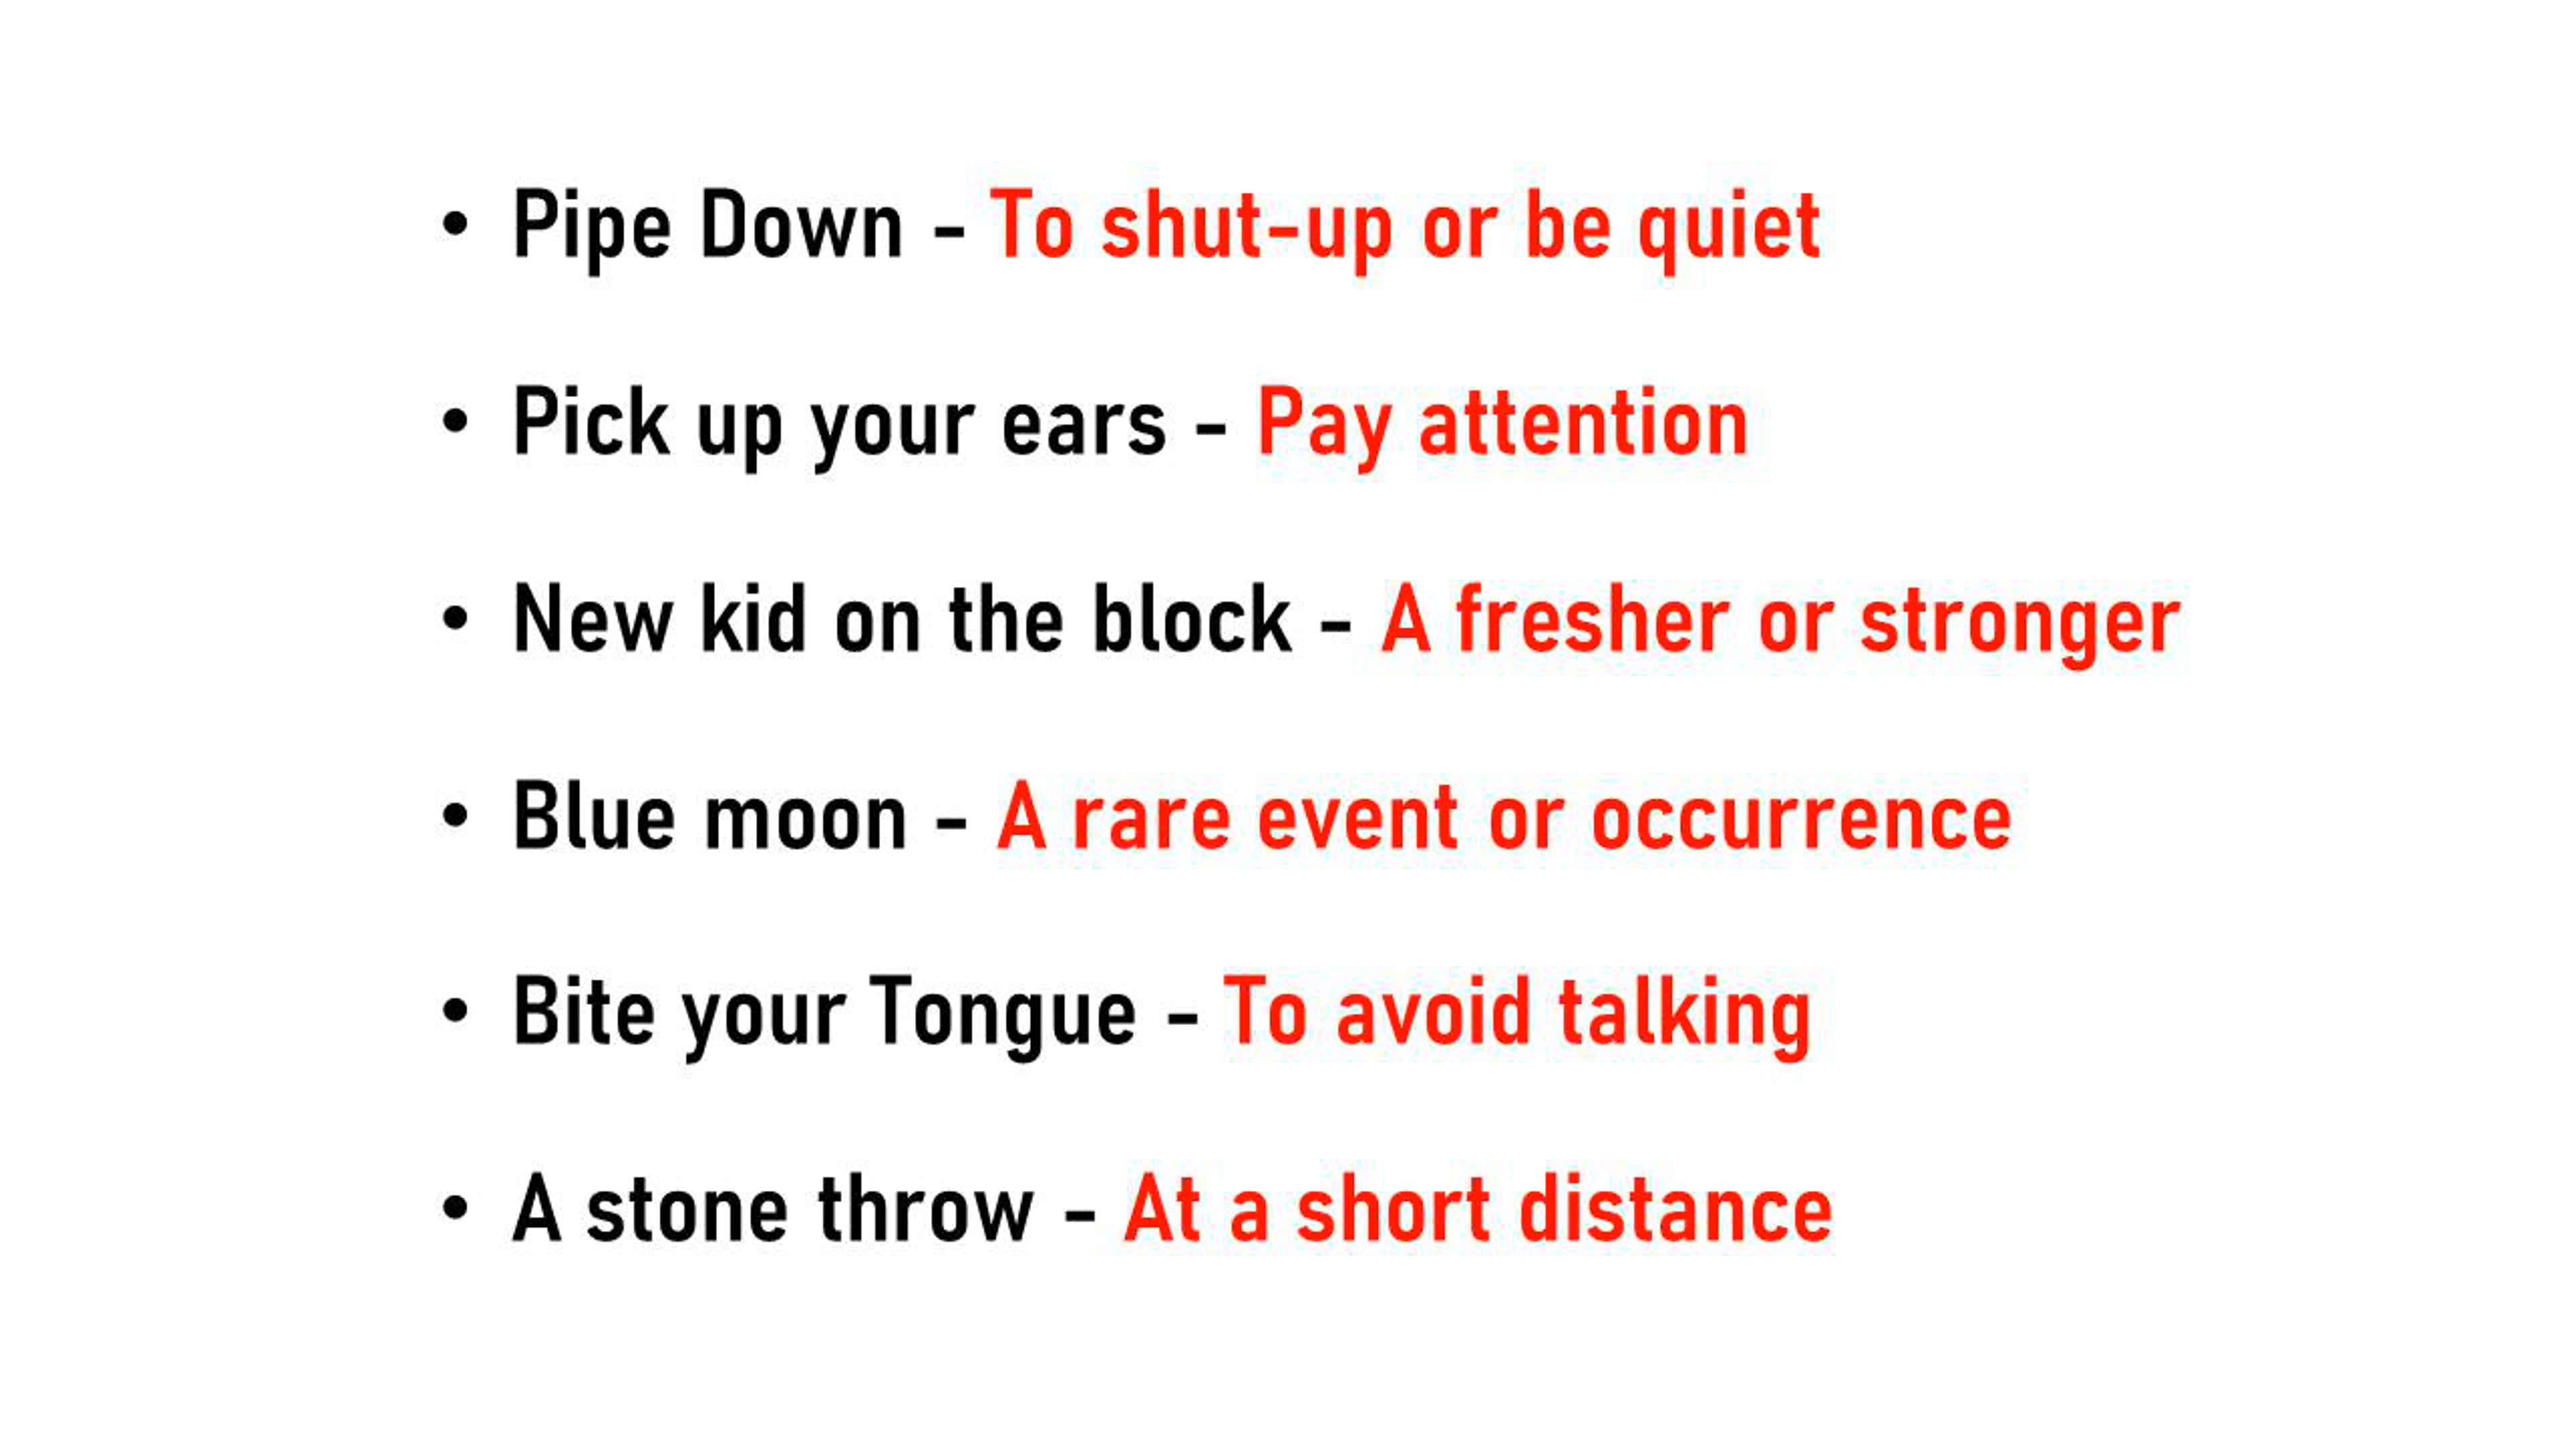 • Pipe Down - To shut-up or be quiet
• Pick up your ears - Pay attention
• New kid on the block - A fresher or stronger
• Blue moon - A rare event or occurrence
• Bite your Tongue - To avoid talking
• A stone throw - At a short distance